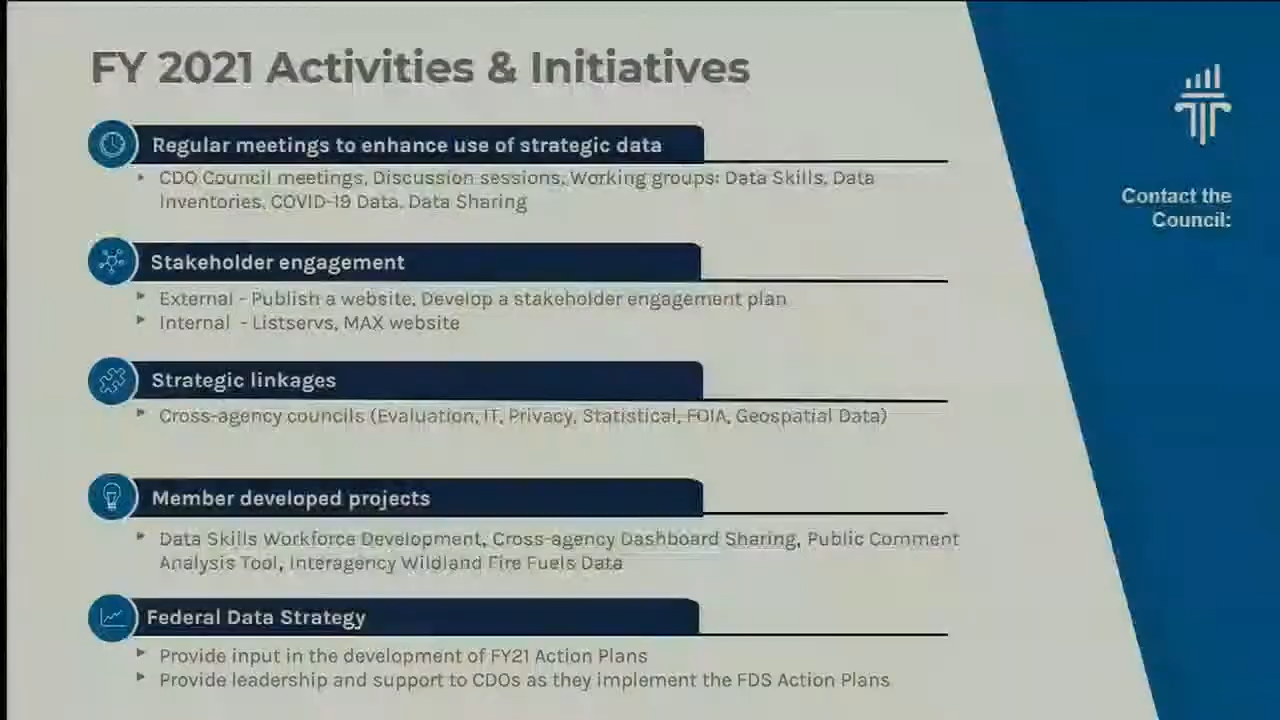 FY 2021 Activities & Initiatives
Regular meetings to enhance use of strategic data
CDO Council meetings, Discussion sessions, Working groups: Data Skills, Data
Inventories, COVID-19 Data, Data Sharing
Stakeholder engagement
External - Publish a website, Develop a stakeholder engagement plan
Internal - Listservs, MAX website
Strategic linkages
Cross-agency councils (Evaluation, IT, Privacy, Statistical, FOIA, Geospatial Data)
Member developed projects
Data Skills Workforce Development, Cross-agency Dashboard Sharing, Public Comment
Analysis Tool, Interagency Wildland Fire Fuels Data
Federal Data Strategy
Provide input in the development of FY21 Action Plans
Provide leadership and support to CDOs as they implement the FDS Action Plans
Contact the
Council: